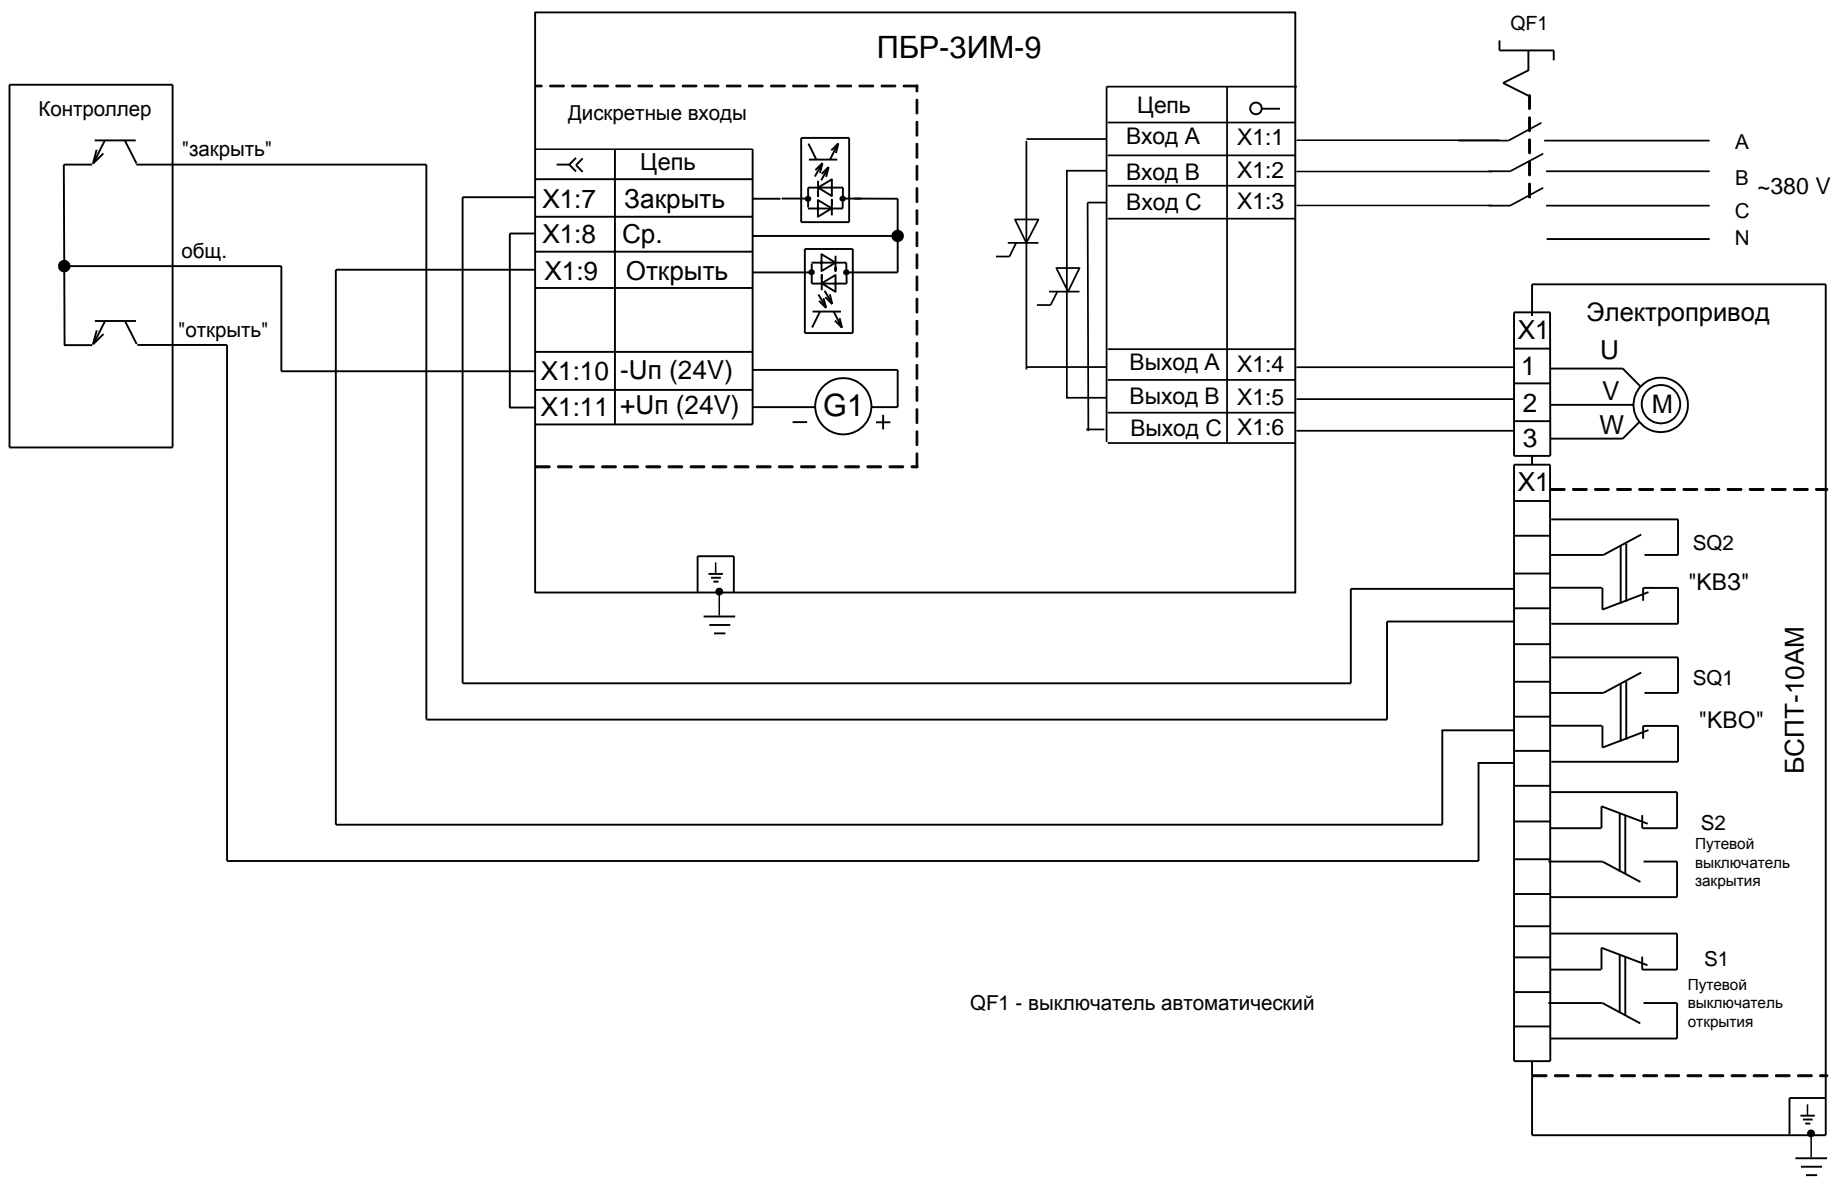 QF1
ПБР-3ИМ-9
Контроллер
"закрыть"
общ.
"открыть"
Дискретные входы
Цепь
X1:7 Закрыть
X1:8 Ср.
X1:9 Открыть
X1:10 -Uп (24V)
X1:11 +Uп (24V)
G1
– +
Цепь
Вход A X1:1
Вход B X1:2
Вход C X1:3
Выход A X1:4
Выход B X1:5
Выход C X1:6
A
B
C
N
~380 V
Электропривод
X1
1
2
3
U
V
W
M
X1
SQ2
"КВЗ"
SQ1
"КВО"
БСПТ-10АМ
S2
Путевой
выключатель
закрытия
S1
Путевой
выключатель
открытия
QF1 - выключатель автоматический